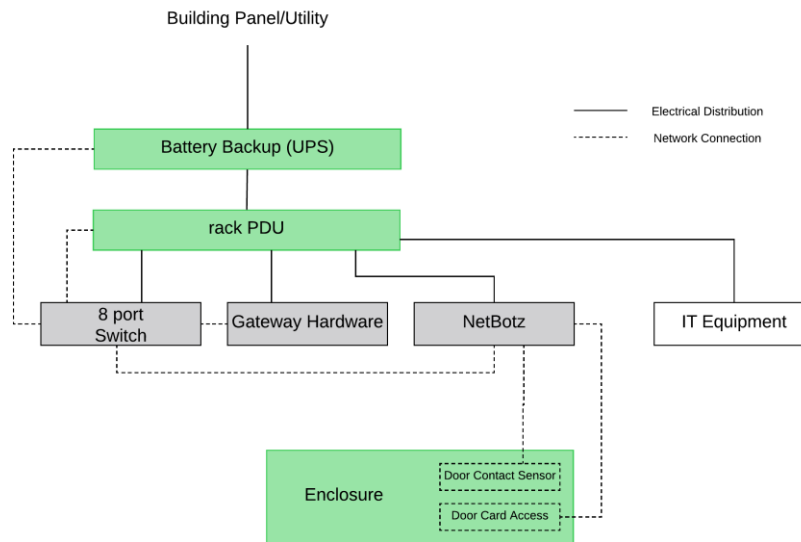 Building Panel/Utility
Electrical Distribution
Network Connection
Battery Backup (UPS)
rack PDU
8 port
Switch
Gateway Hardware
NetBotz
IT Equipment
Door Contact Sensor
Enclosure
Door Card Access